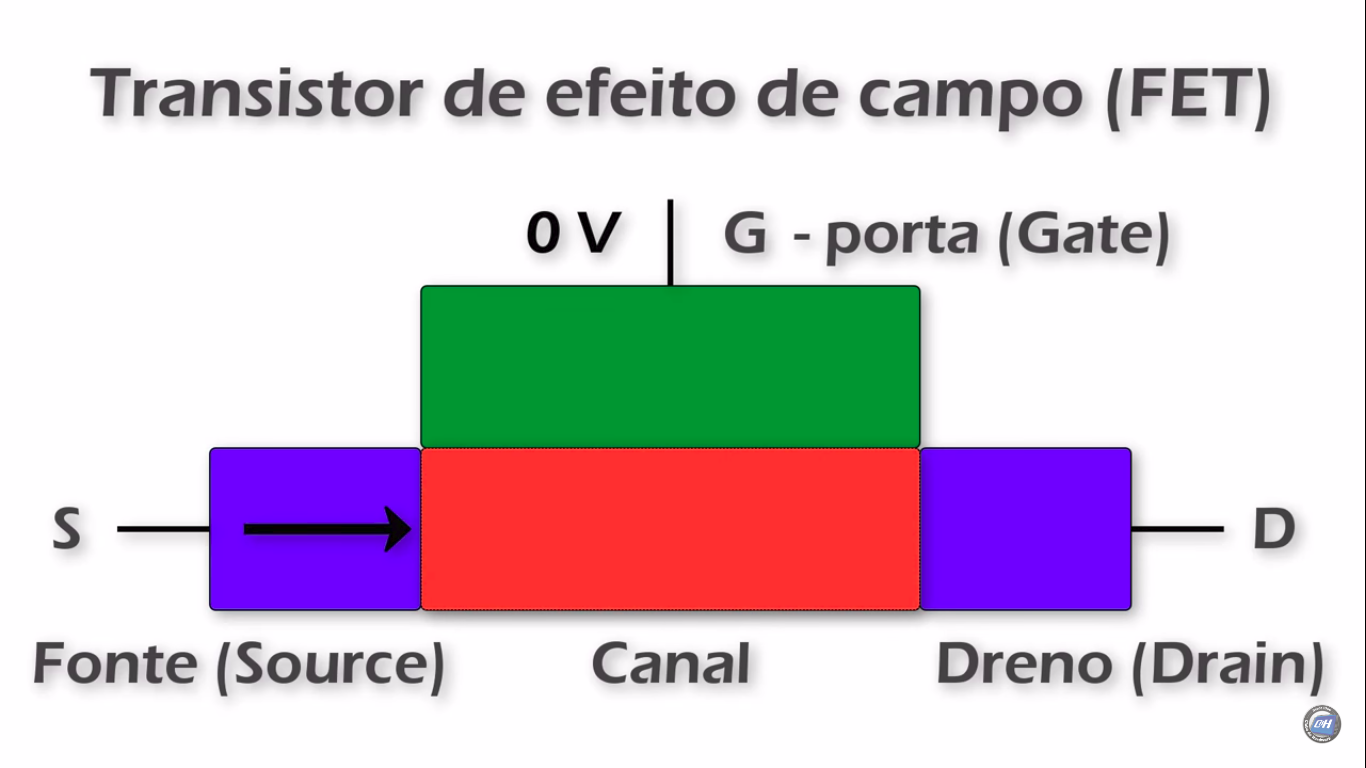 Transistor de efeito de campo (FET)
0 V
G - porta (Gate)
S
D
Fonte (Source)
Canal
Dreno (Drain)